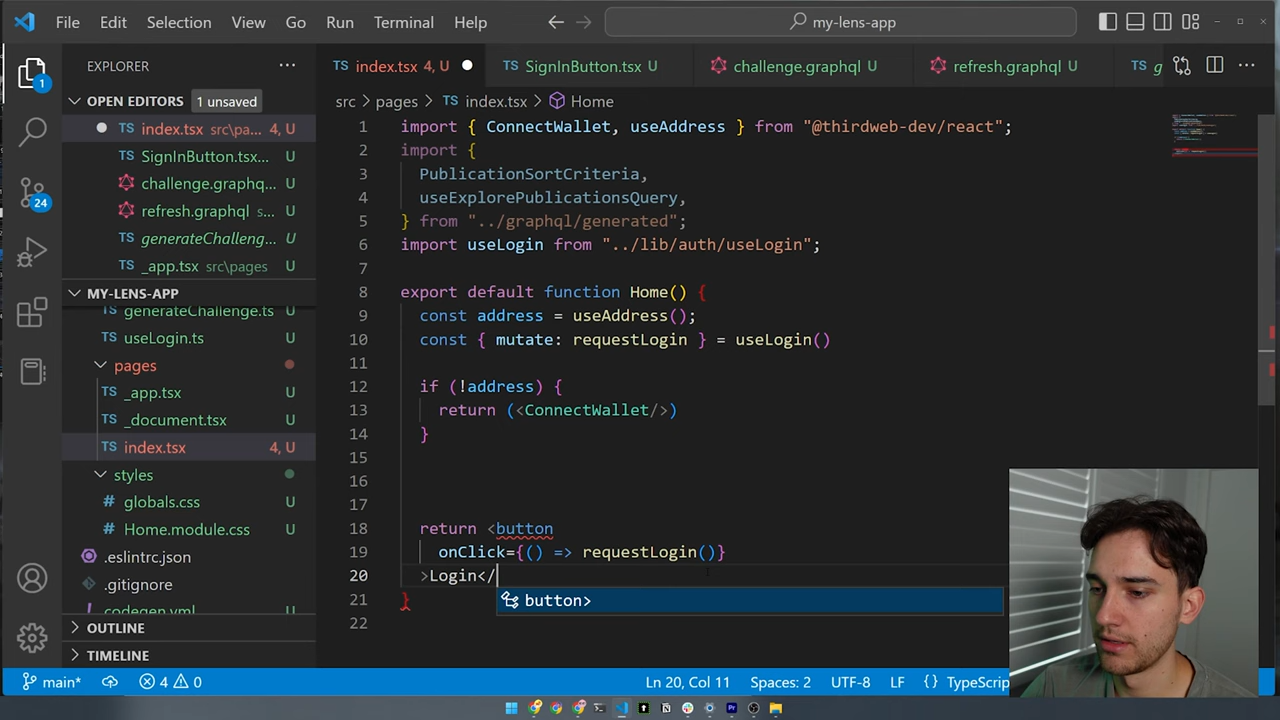 File Edit Selection View Go Run Terminal Help my-lens-app
EXPLORER
OPEN EDITORS 1 unsaved
TS index.tsx src\pa... 4, U
TS SignInButton.tsx... U
challenge.graphq... U
refresh.graphql s... U
TS generateChalleng... U
TS _app.tsx src\pages U
MY-LENS-APP
generateChallenge.ts U
TS useLogin.ts U
pages
TS _app.tsx U
TS _document.tsx U
TS index.tsx 4, U
styles
# globals.css U
# Home.module.css U
.eslintrc.json
.gitignore
codegen.yml
OUTLINE
TIMELINE
1
24
TS index.tsx 4, U TS SignInButton.tsx U challenge.graphql U refresh.graphql U TS g
src > pages > TS index.tsx > Home
1 import { ConnectWallet, useAddress } from "@thirdweb-dev/react";
2 import {
3 PublicationSortCriteria,
4 useExplorePublicationsQuery,
5 } from "../graphql/generated";
6 import useLogin from "../lib/auth/useLogin";
7
8 export default function Home() {
9 const address = useAddress();
10 const { mutate: requestLogin } = useLogin()
11
12 if (!address) {
13 return (<ConnectWallet/>)
14 }
15
16
17
18 return <button
19 onClick={() => requestLogin()}
20 >Login</
button>
21 }
22
main* 4 0 Ln 20, Col 11 Spaces: 2 UTF-8 LF {} TypeScrip